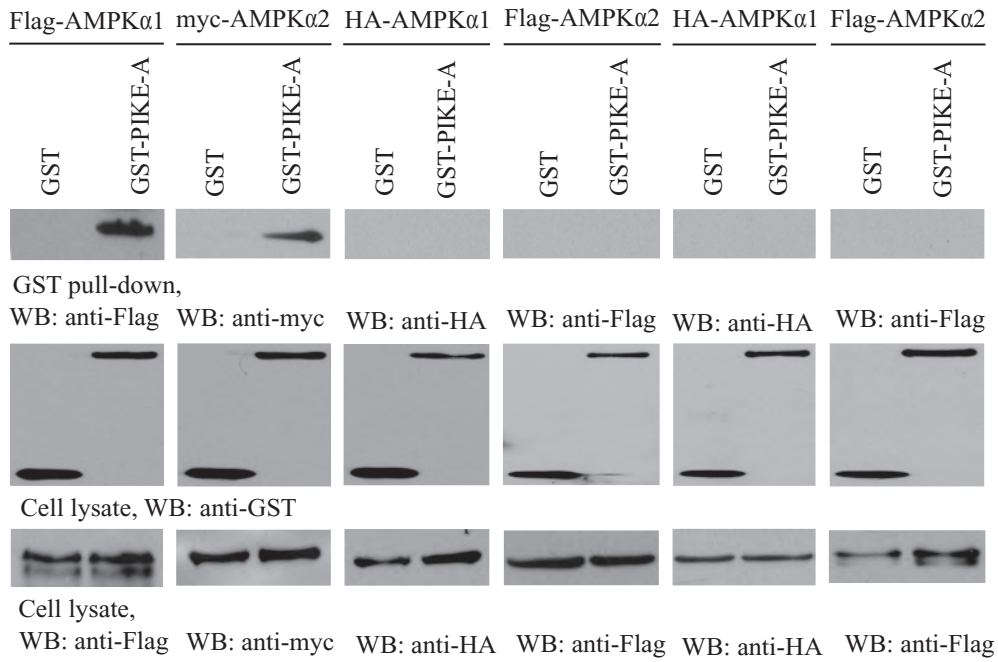 Flag-AMPKα1 myc-AMPKα2 HA-AMPKα1 Flag-AMPKα2 HA-AMPKα1 Flag-AMPKα2
GST GST-PIKE-A GST GST-PIKE-A GST GST-PIKE-A GST GST-PIKE-A GST GST-PIKE-A GST GST-PIKE-A
GST pull-down,
WB: anti-Flag WB: anti-myc WB: anti-HA WB: anti-Flag WB: anti-HA WB: anti-Flag
Cell lysate, WB: anti-GST
Cell lysate,
WB: anti-Flag WB: anti-myc WB: anti-HA WB: anti-Flag WB: anti-HA WB: anti-Flag